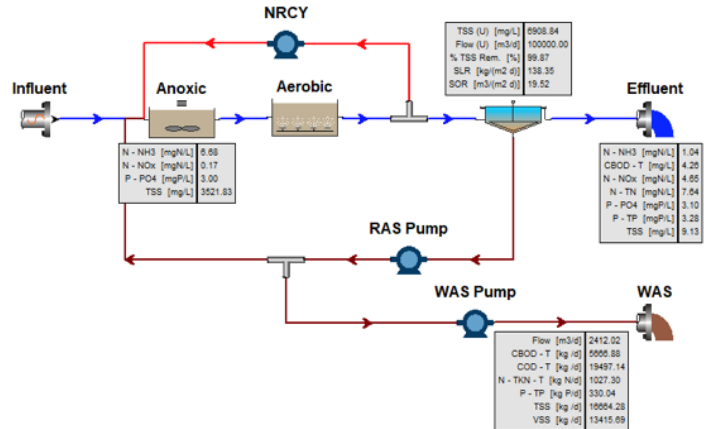 NRCY
TSS (U) [mg/L] 6908.84
Flow (U) [m3/d] 100000.00
% TSS Rem. [%] 99.87
SLR [kg/(m2 d)] 138.35
SOR [m3/(m2 d)] 19.52
Influent
Anoxic
Aerobic
Effluent
N - NH3 [mgN/L] 6.68
N - NOx [mgN/L] 0.17
P - PO4 [mgP/L] 3.00
TSS [mg/L] 3521.83
N - NH3 [mgN/L] 1.04
CBOD - T [mg/L] 4.26
N - NOx [mgN/L] 4.65
N - TN [mgN/L] 7.64
P - PO4 [mgP/L] 3.10
P - TP [mgP/L] 3.28
TSS [mg/L] 9.13
RAS Pump
WAS Pump
WAS
Flow [m3/d] 2412.02
CBOD - T [kg /d] 5666.88
COD - T [kg /d] 19497.14
N - TKN - T [kg N/d] 1027.30
P - TP [kg P/d] 330.04
TSS [kg /d] 16664.28
VSS [kg /d] 13415.69